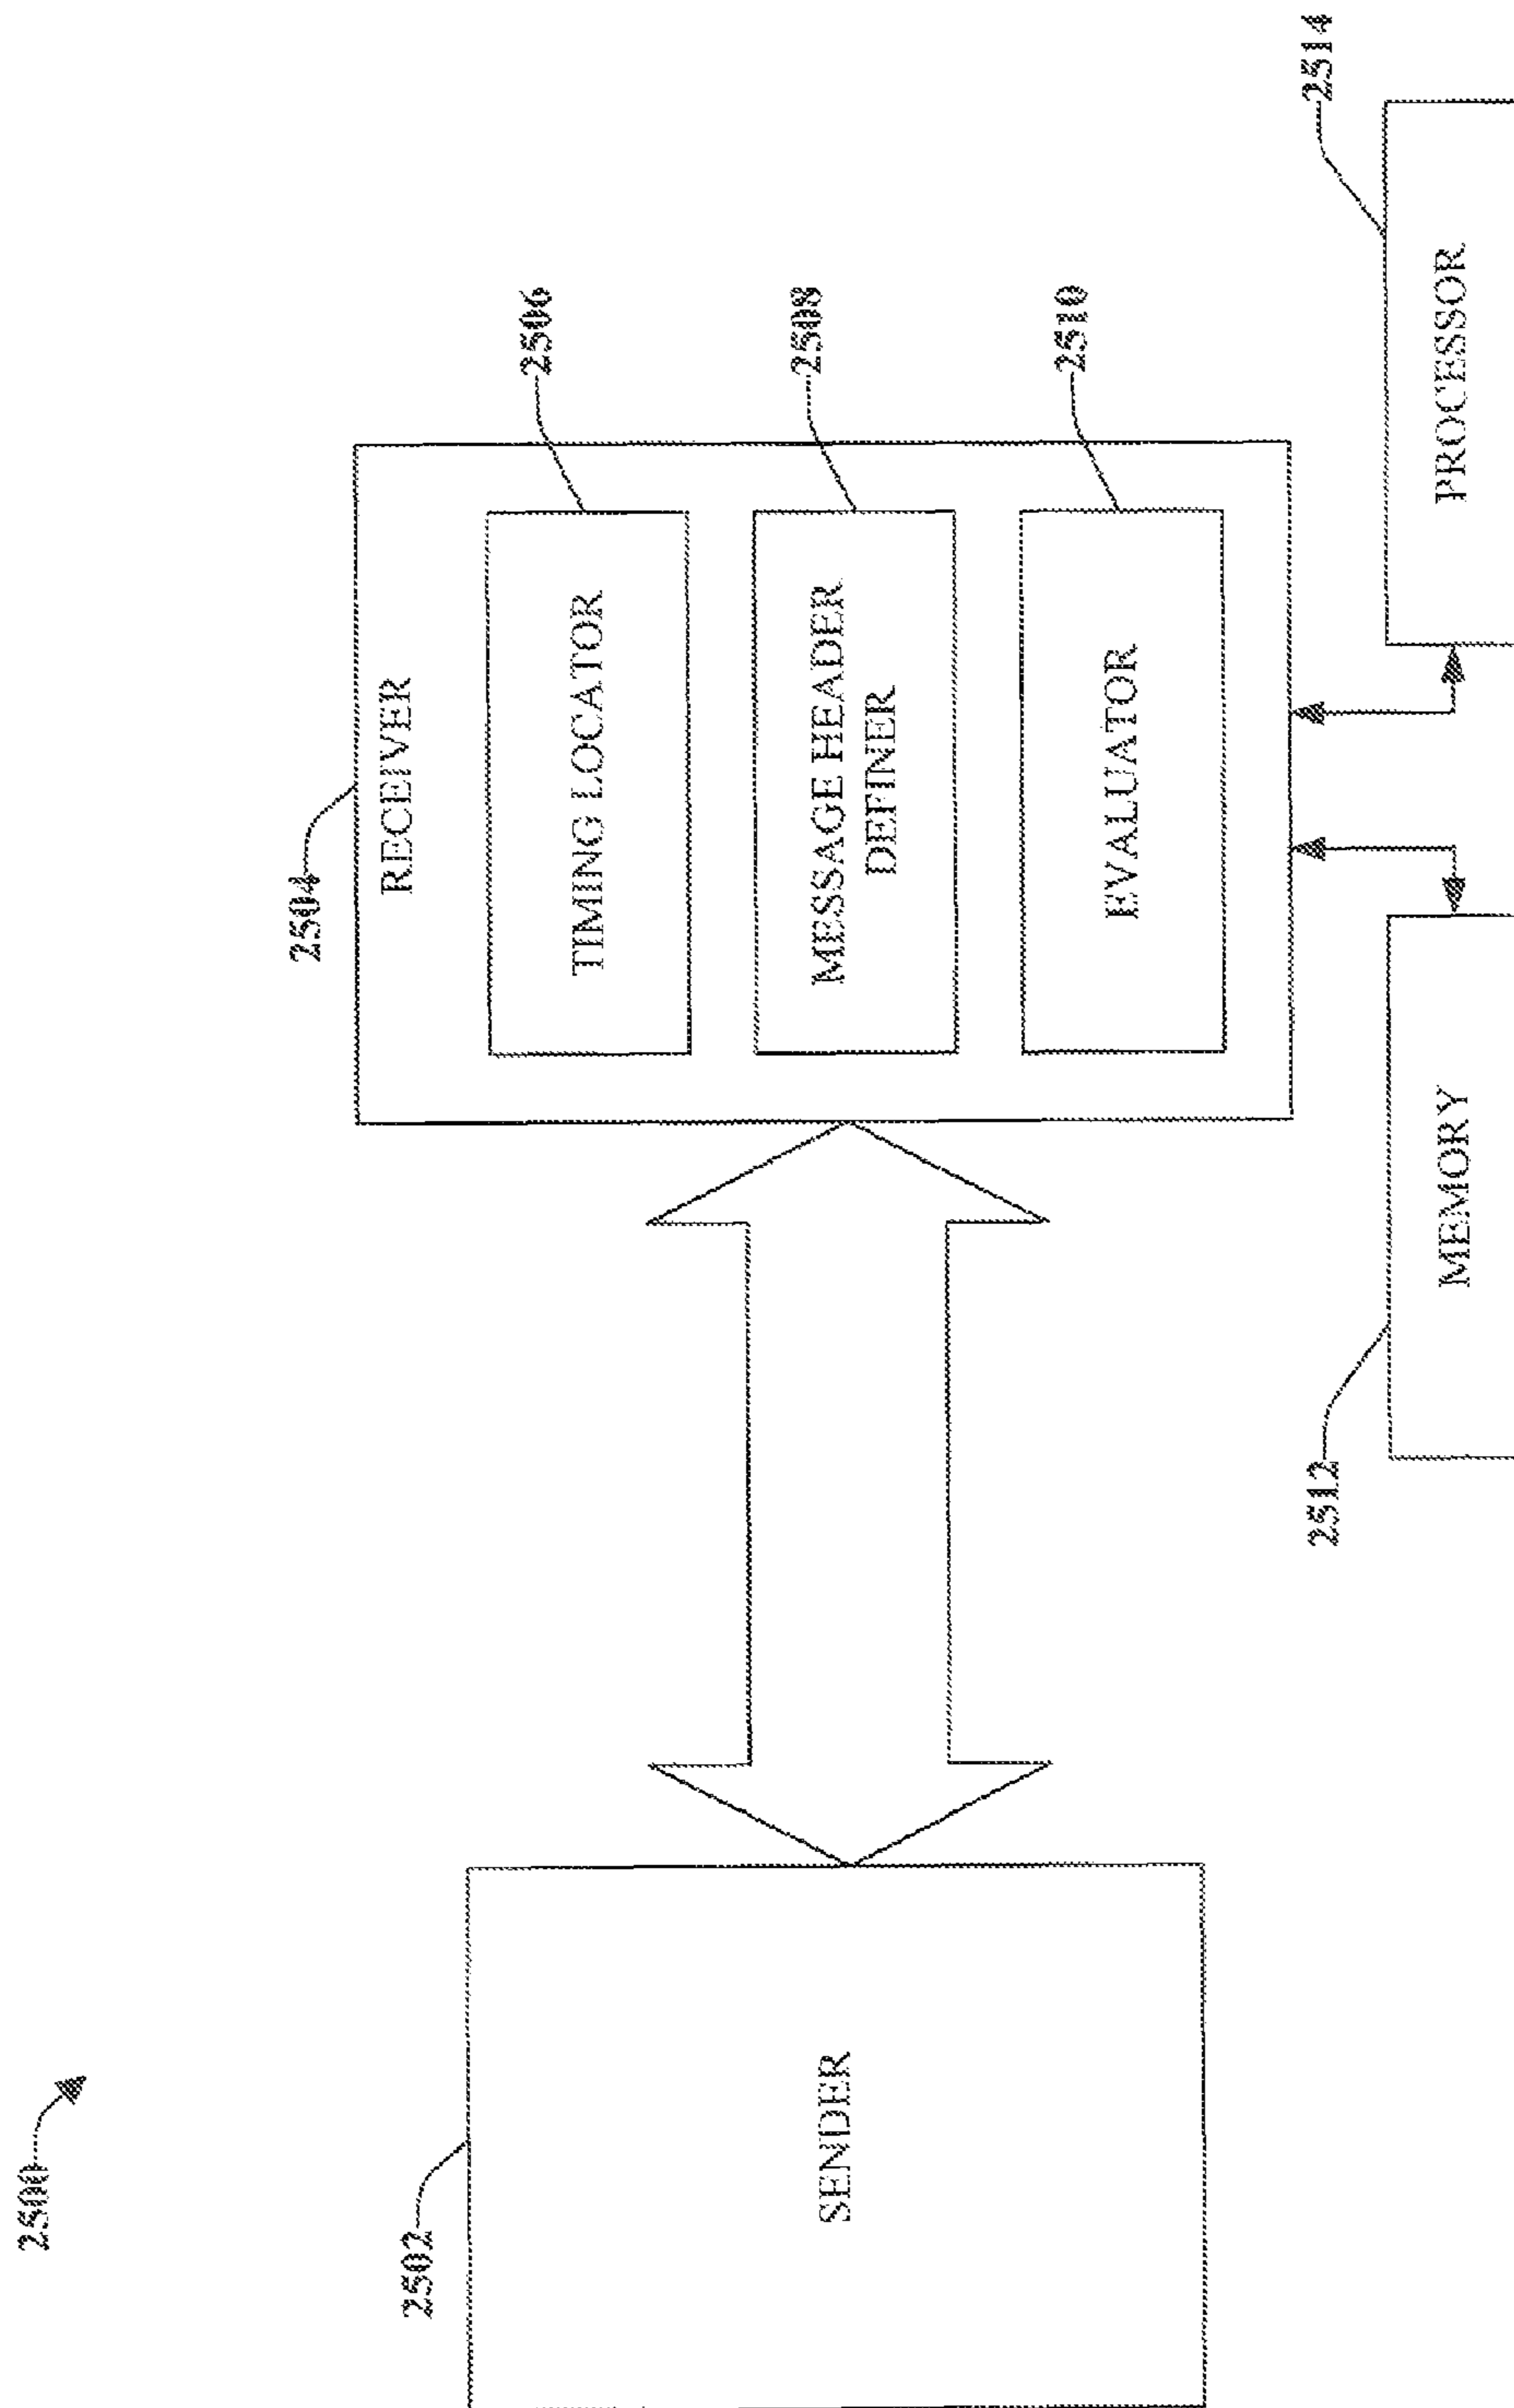 2500
2502
SENDER
2504
RECEIVER
TIMING LOCATOR
2506
MESSAGE HEADER
DEFINER
2508
EVALUATOR
2510
2512
MEMORY
2514
PROCESSOR